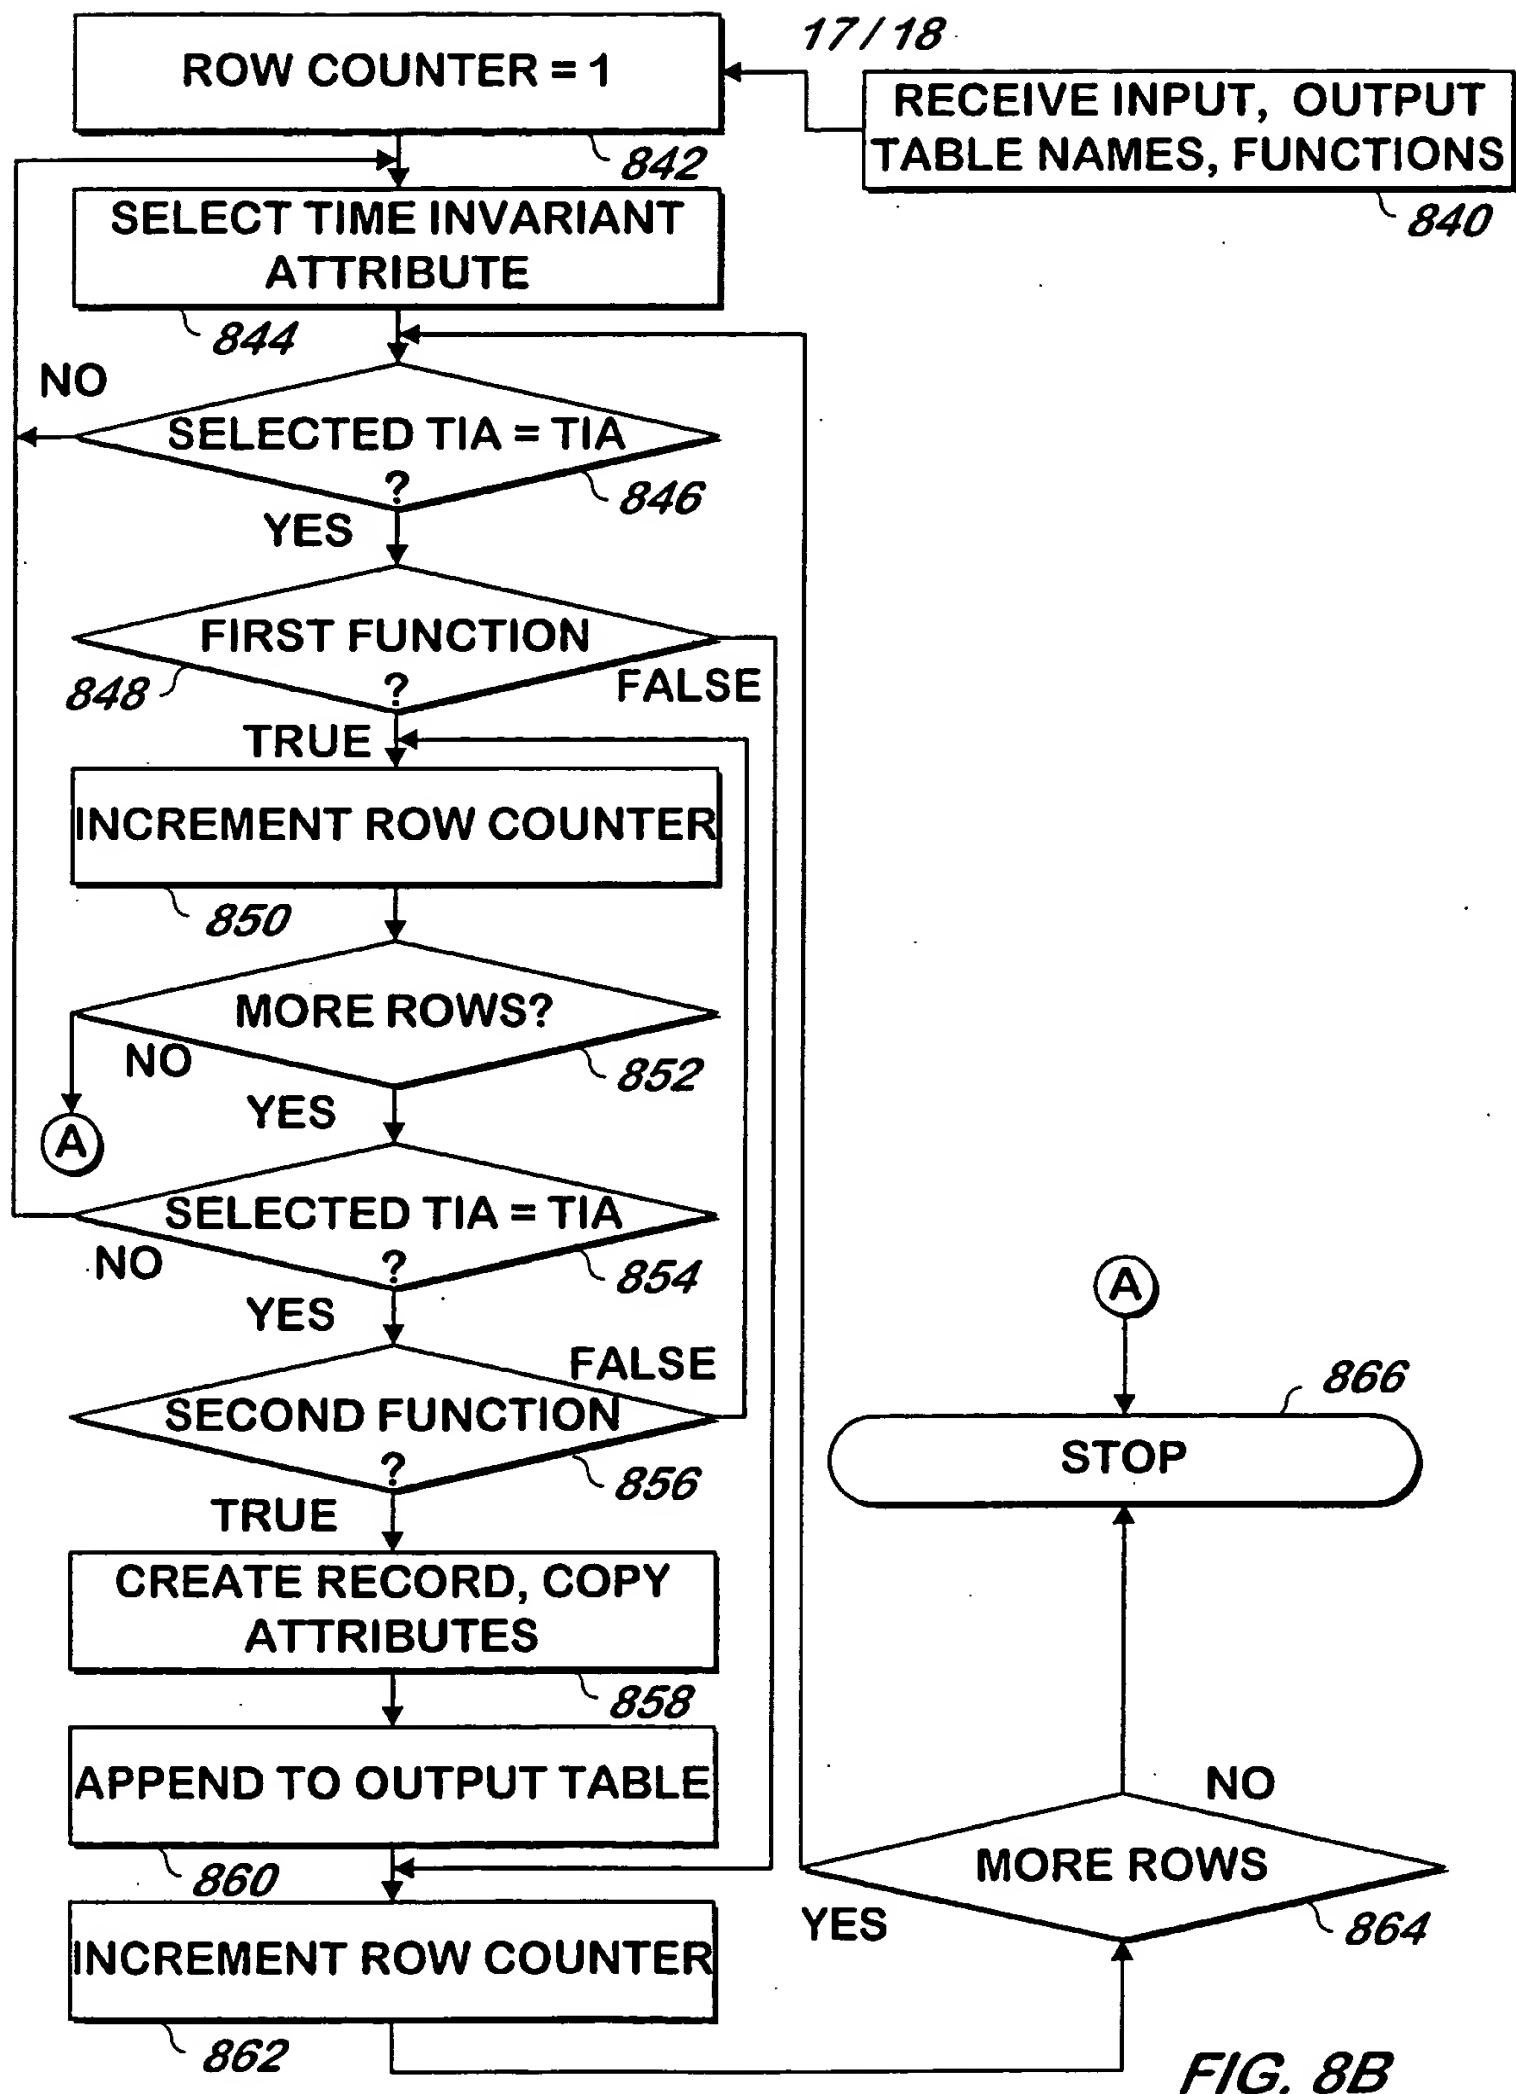 17/18
ROW COUNTER = 1
842
RECEIVE INPUT, OUTPUT
TABLE NAMES, FUNCTIONS
840
SELECT TIME INVARIANT
ATTRIBUTE
844
NO
SELECTED TIA = TIA
?
846
YES
FIRST FUNCTION
?
848
FALSE
TRUE
INCREMENT ROW COUNTER
850
MORE ROWS?
NO
852
YES
A
SELECTED TIA = TIA
?
NO
854
YES
FALSE
SECOND FUNCTION
?
856
TRUE
CREATE RECORD, COPY
ATTRIBUTES
858
APPEND TO OUTPUT TABLE
860
INCREMENT ROW COUNTER
862
A
866
STOP
NO
MORE ROWS
YES
864
FIG. 8B